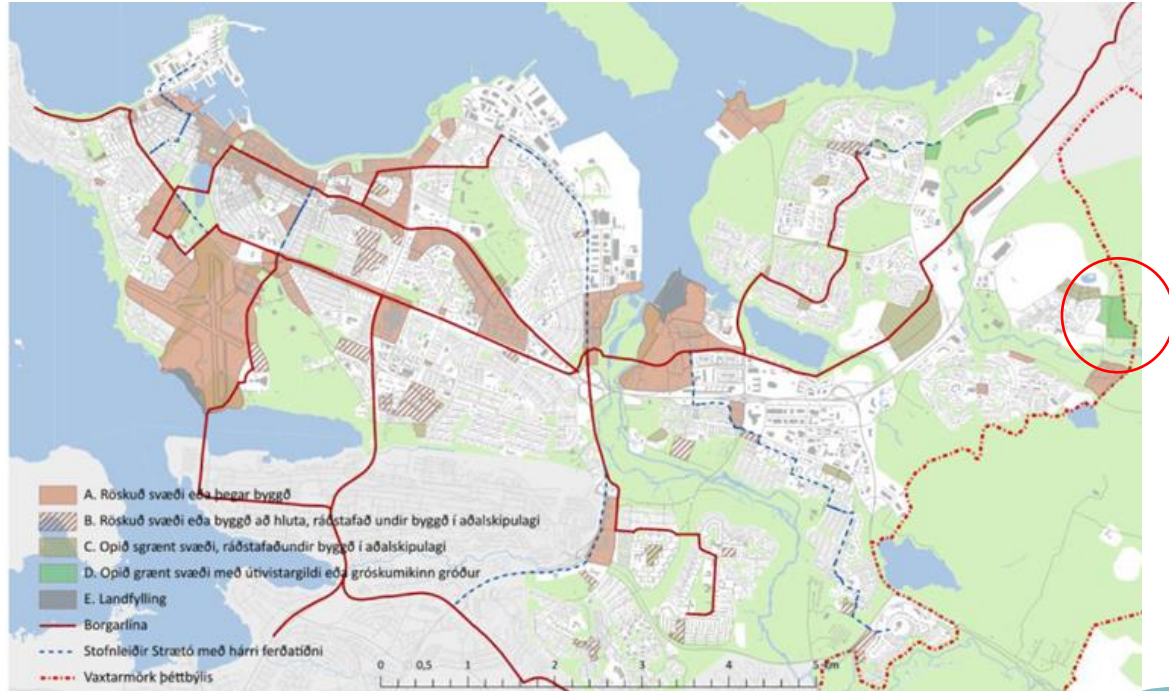 A. Röskuð svæði eða þegar byggð
B. Röskuð svæði eða byggð að hluta, ráðstafað undir byggð í aðalskipulagi
C. Opið sgrænt svæði, ráðstafaðundir byggð í aðalskipulagi
D. Opið grænt svæði með útivistargildi eða gróskumikinn gróður
E. Landfylling
Borgarlína
Stofnleiðir Strætó með hárri ferðatíðni
Vaxtarmörk þéttbýlis
0 0,5 1 2 3 4 5 km